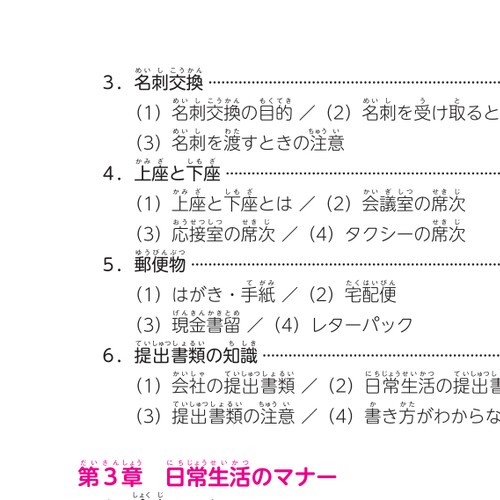 3．名刺交換
（1）名刺交換の目的 ／（2）名刺を受け取ると
（3）名刺を渡すときの注意
4．上座と下座
（1）上座と下座とは ／（2）会議室の席次
（3）応接室の席次 ／（4）タクシーの席次
5．郵便物
（1）はがき・手紙 ／（2）宅配便
（3）現金書留 ／（4）レターパック
6．提出書類の知識
（1）会社の提出書類 ／（2）日常生活の提出書
（3）提出書類の注意 ／（4）書き方がわからな
第3章　日常生活のマナー